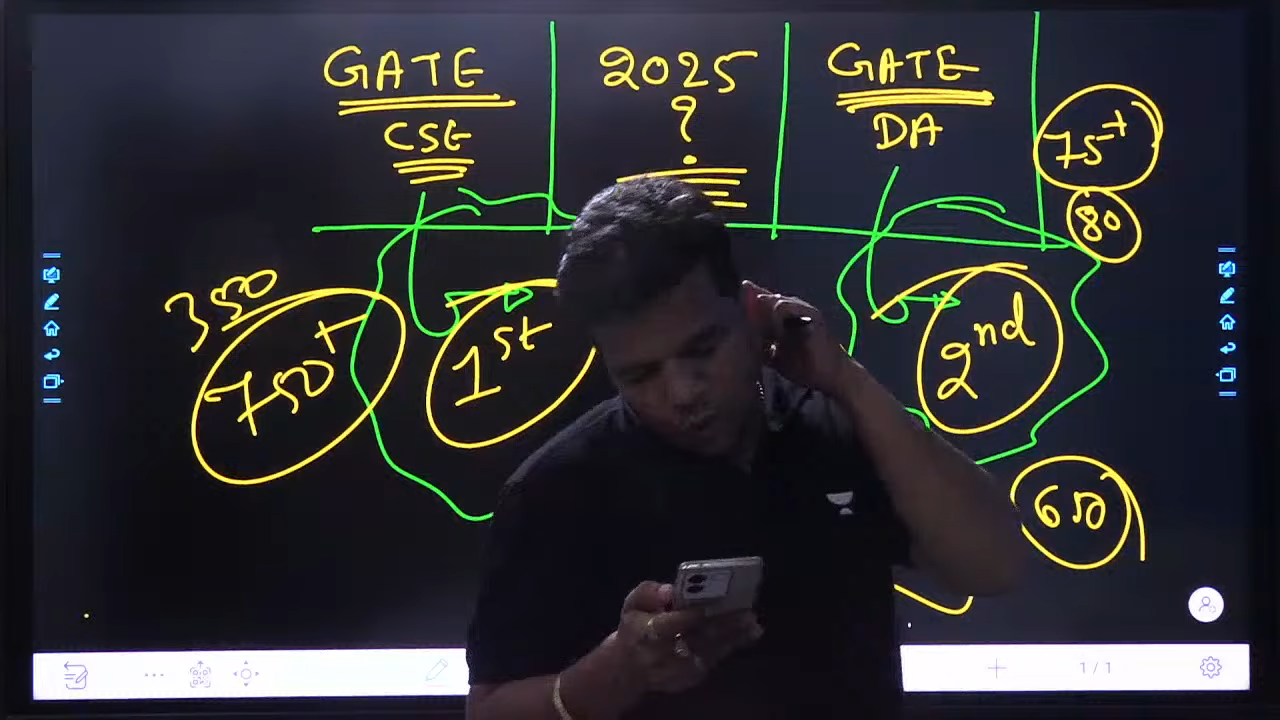 GATE
CSE
2025
?
GATE
DA
75+
80
350
750+
1st
2nd
650
1/1